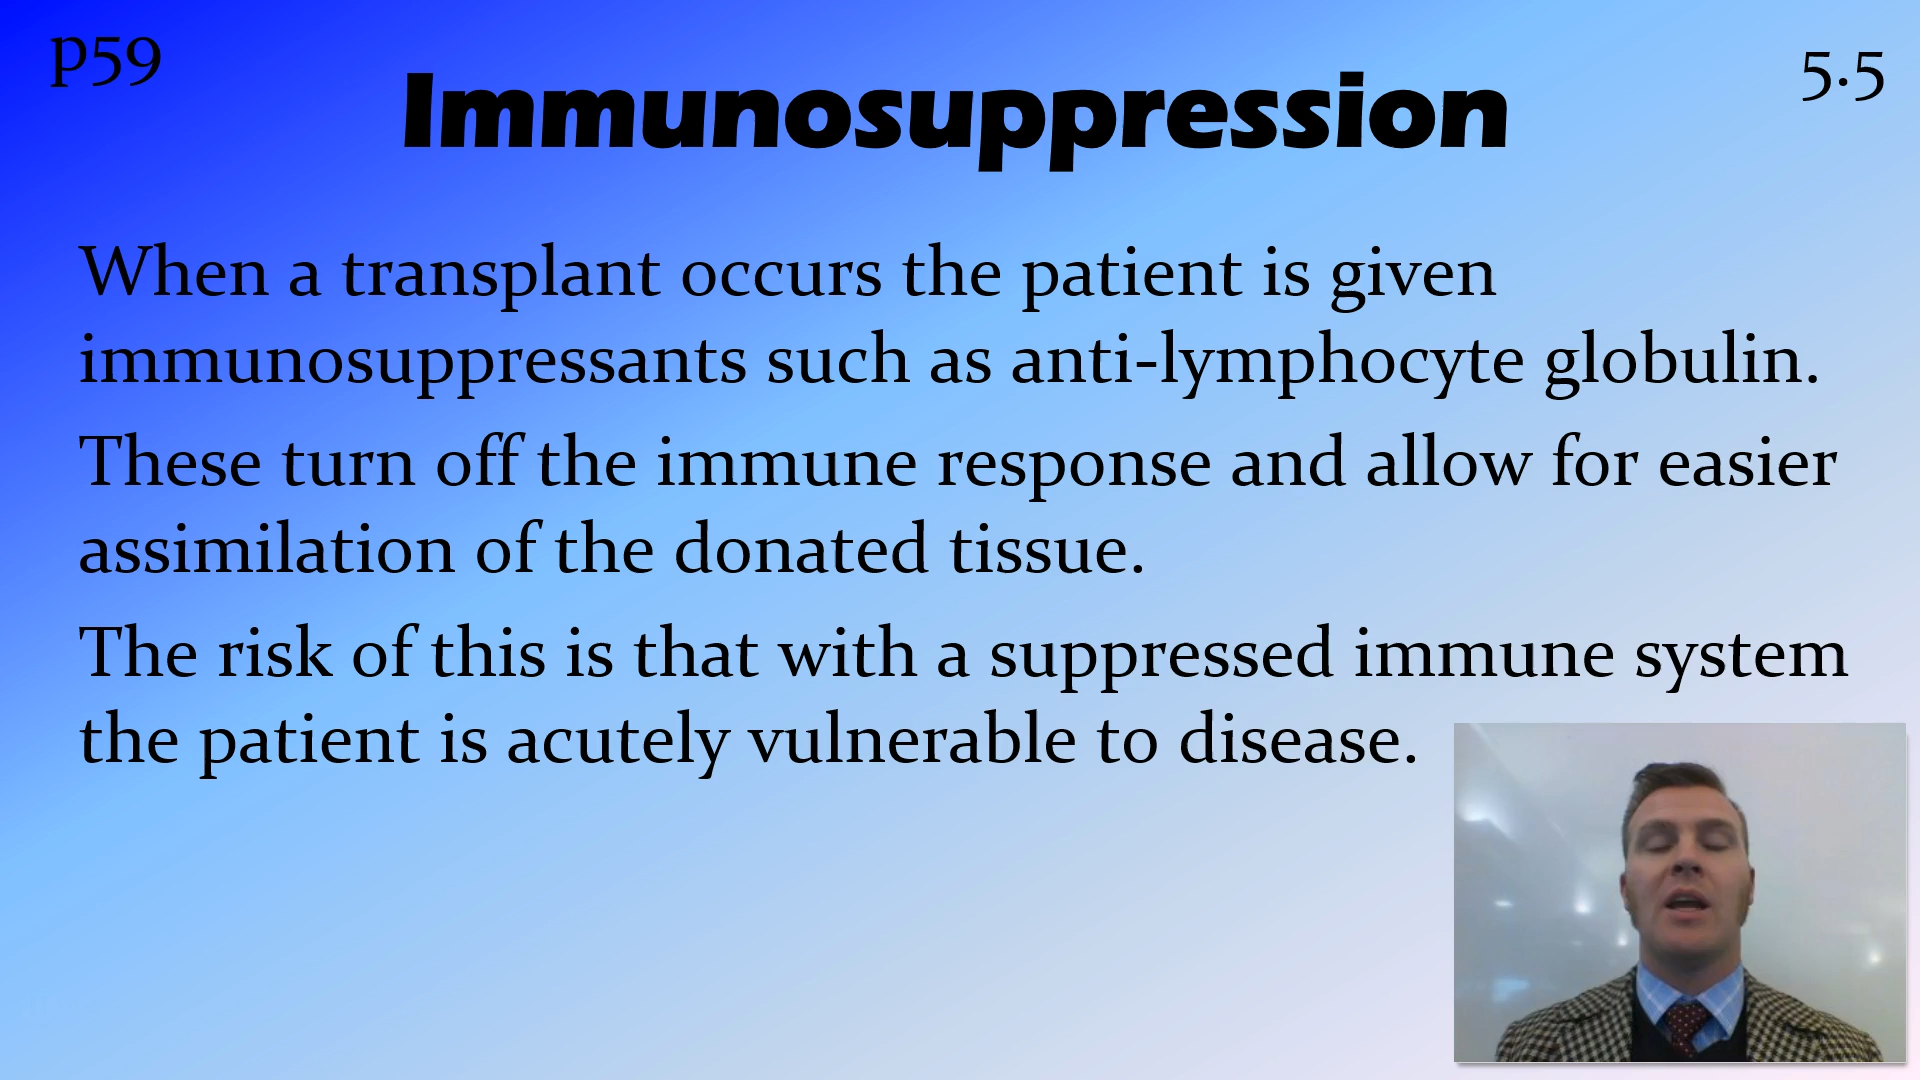 p59
5.5
Immunosuppression
When a transplant occurs the patient is given
immunosuppressants such as anti-lymphocyte globulin.
These turn off the immune response and allow for easier
assimilation of the donated tissue.
The risk of this is that with a suppressed immune system
the patient is acutely vulnerable to disease.